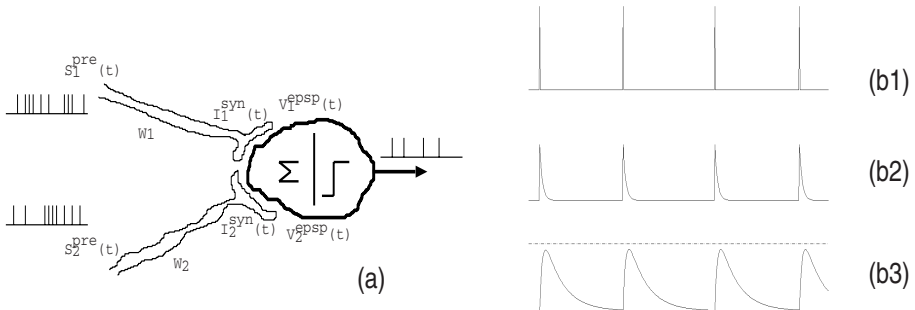 S1pre(t)
W1
I1syn(t)
V1epsp(t)
Σ
S2pre(t)
W2
I2syn(t)
V2epsp(t)
(a)
(b1)
(b2)
(b3)